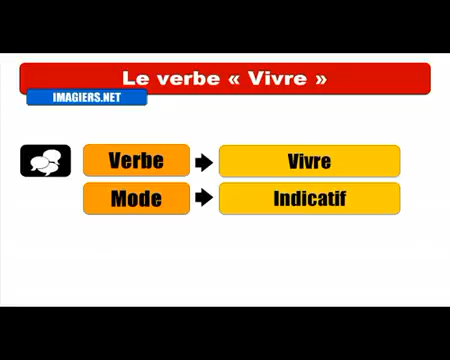 Le verbe « Vivre »
IMAGIERS.NET
Verbe Vivre
Mode Indicatif